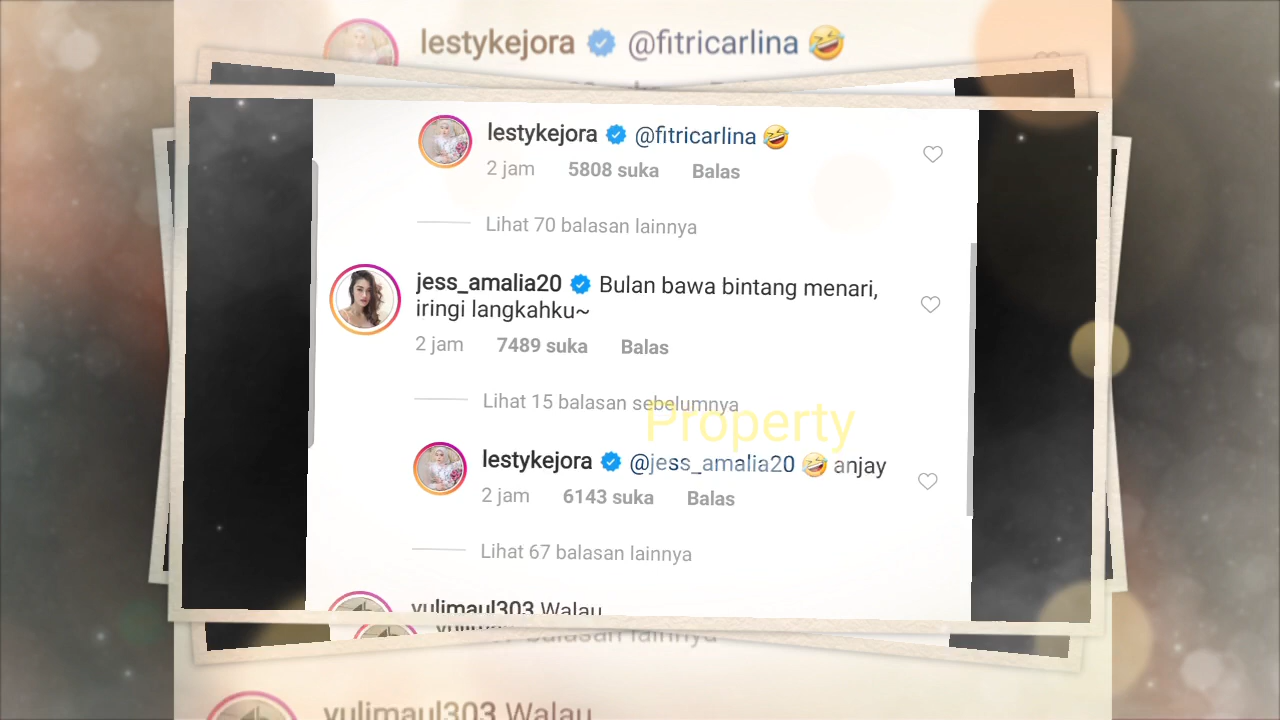 lestykejora @fitricarlina 🤣
lestykejora @fitricarlina 🤣
2 jam 5808 suka Balas
Lihat 70 balasan lainnya
jess_amalia20 Bulan bawa bintang menari,
iringi langkahku~
2 jam 7489 suka Balas
Lihat 15 balasan sebelumnya
Property
lestykejora @jess_amalia20 🤣 anjay
2 jam 6143 suka Balas
Lihat 67 balasan lainnya
yulimaul303 Walau
balasan lainnya
yulimaul303 Walau